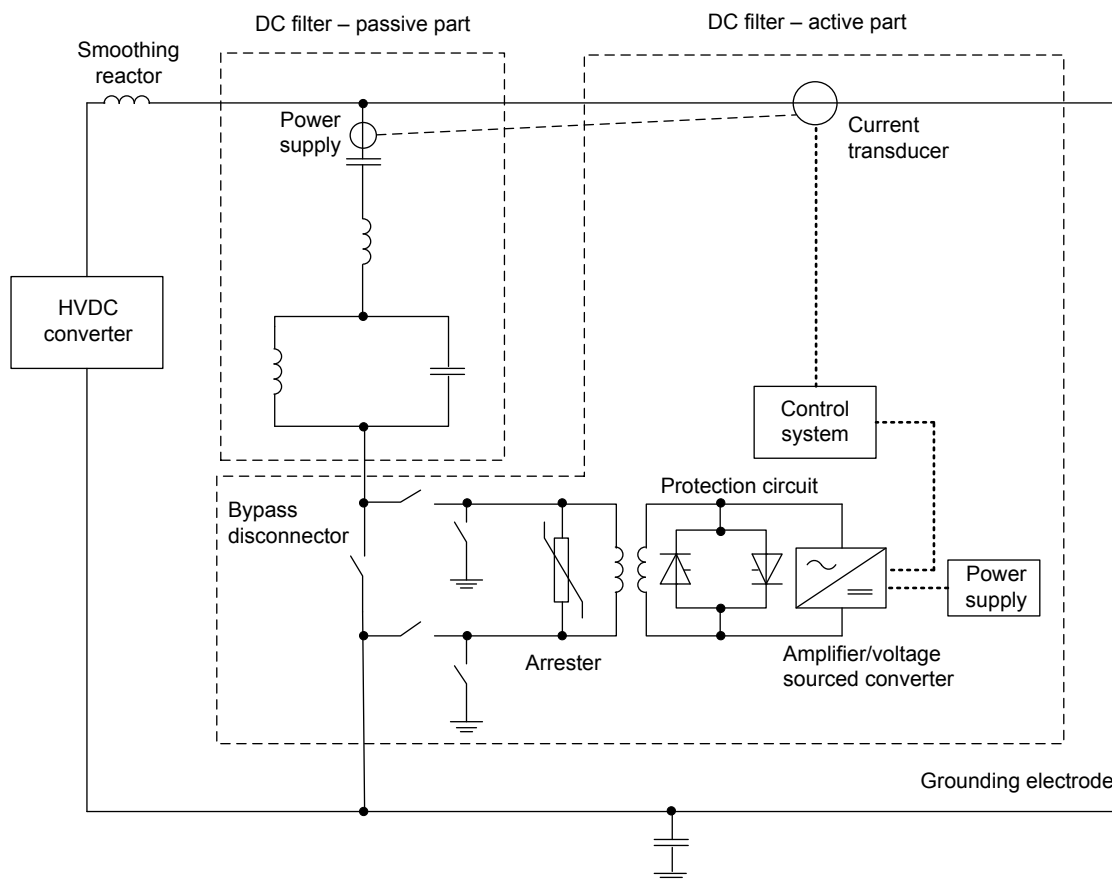 DC filter – passive part
DC filter – active part
Smoothing
reactor
Power
supply
Current
transducer
HVDC
converter
Control
system
Bypass
disconnector
Protection circuit
Power
supply
Arrester
Amplifier/voltage
sourced converter
Grounding electrode